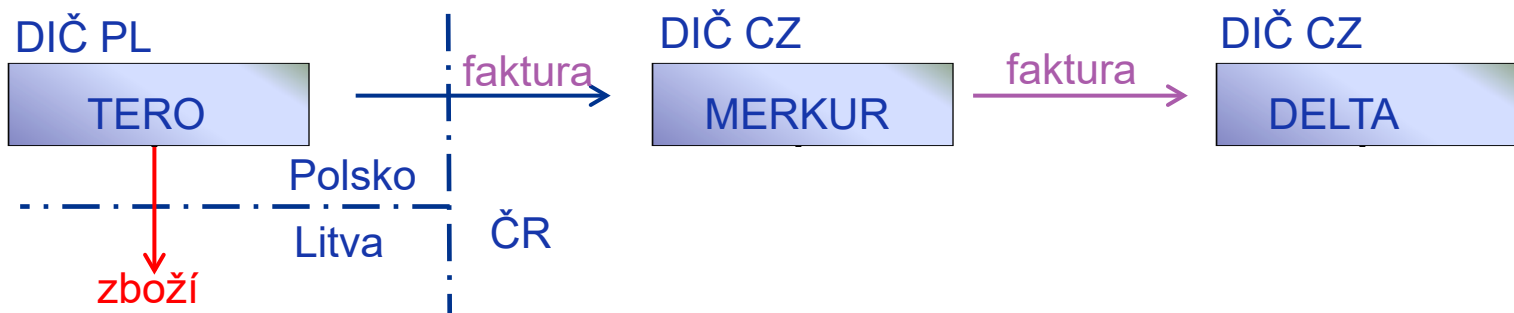 DIČ PL
DIČ CZ
DIČ CZ
faktura
faktura
TERO
MERKUR
DELTA
Polsko
Litva
ČR
zboží